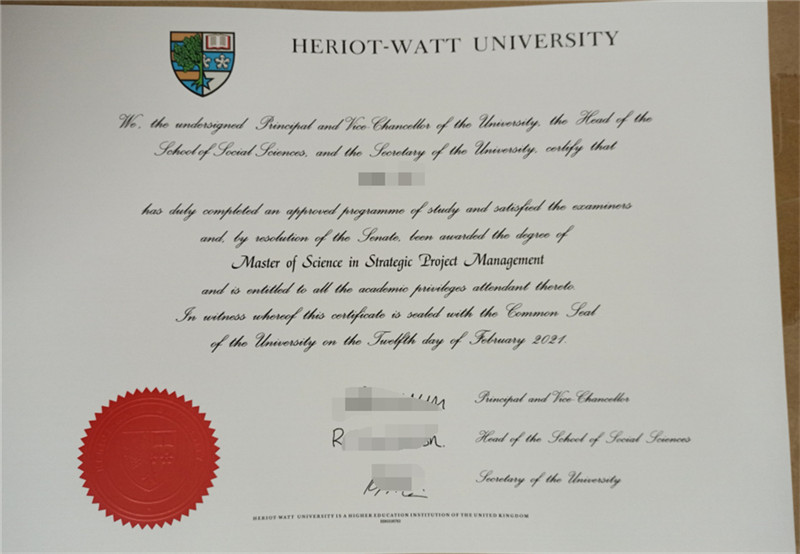 HERIOT-WATT UNIVERSITY
We, the undersigned Principal and Vice Chancellor of the University, the Head of the
School of Social Sciences, and the Secretary of the University, certify that
has duly completed an approved programme of study and satisfied the examiners
and, by resolution of the Senate, been awarded the degree of
Master of Science in Strategic Project Management
and is entitled to all the academic privileges attendant thereto.
In witness whereof this certificate is sealed with the Common Seal
of the University on the Twelfth day of February 2021.
Principal and Vice Chancellor
Head of the School of Social Sciences
Secretary of the University
HERIOT-WATT UNIVERSITY IS A HIGHER EDUCATION INSTITUTION OF THE UNITED KINGDOM